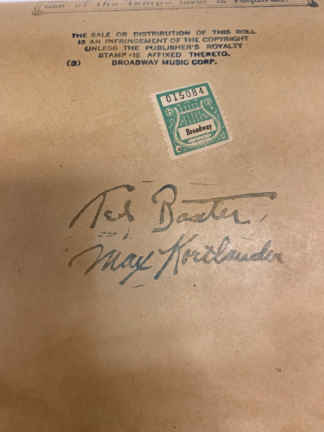 THE SALE OR DISTRIBUTION OF THIS ROLL
IS AN INFRINGEMENT OF THE COPYRIGHT
UNLESS THE PUBLISHER'S ROYALTY
STAMP IS AFFIXED THERETO.
BROADWAY MUSIC CORP.
015084
Broadway
Ted Baxter
Max Kortlander